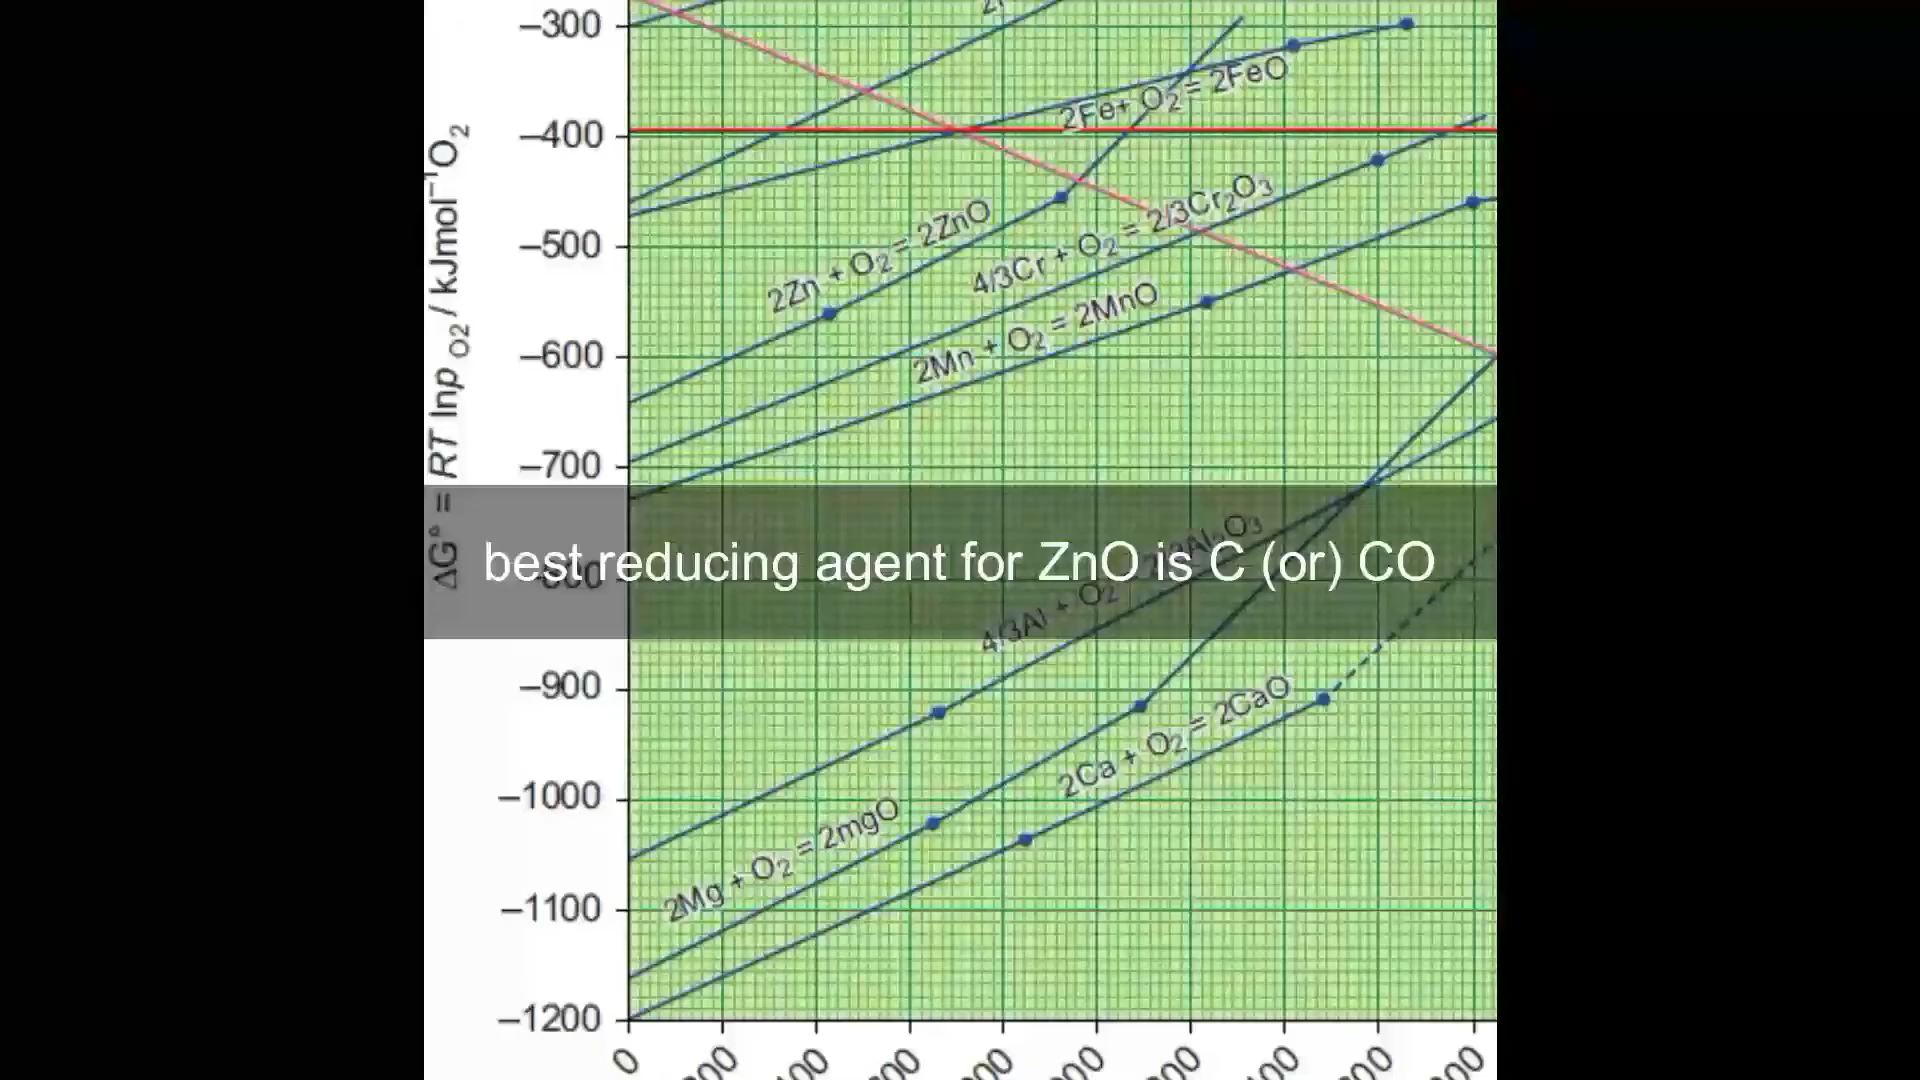 –300
–400
–500
–600
–700
–900
–1000
–1100
–1200
ΔG° = RT lnp O2 / kJmol⁻¹O₂
2Fe+ O₂ = 2FeO
2Zn + O₂ = 2ZnO
4/3Cr + O₂ = 2/3Cr₂O₃
2Mn + O₂ = 2MnO
best reducing agent for ZnO is C (or) CO
4/3Al + O₂ 2/3Al₂O₃
2Ca + O₂ = 2CaO
2Mg + O₂ = 2mgO
0